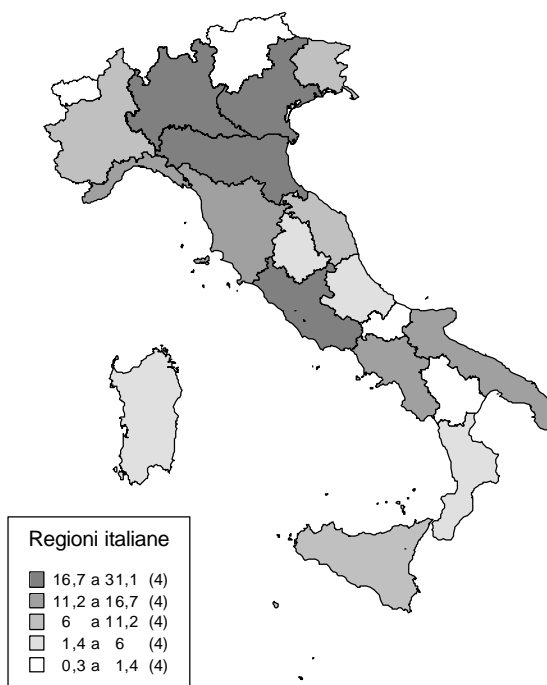 Regioni italiane
16,7 a 31,1 (4)
11,2 a 16,7 (4)
6 a 11,2 (4)
1,4 a 6 (4)
0,3 a 1,4 (4)